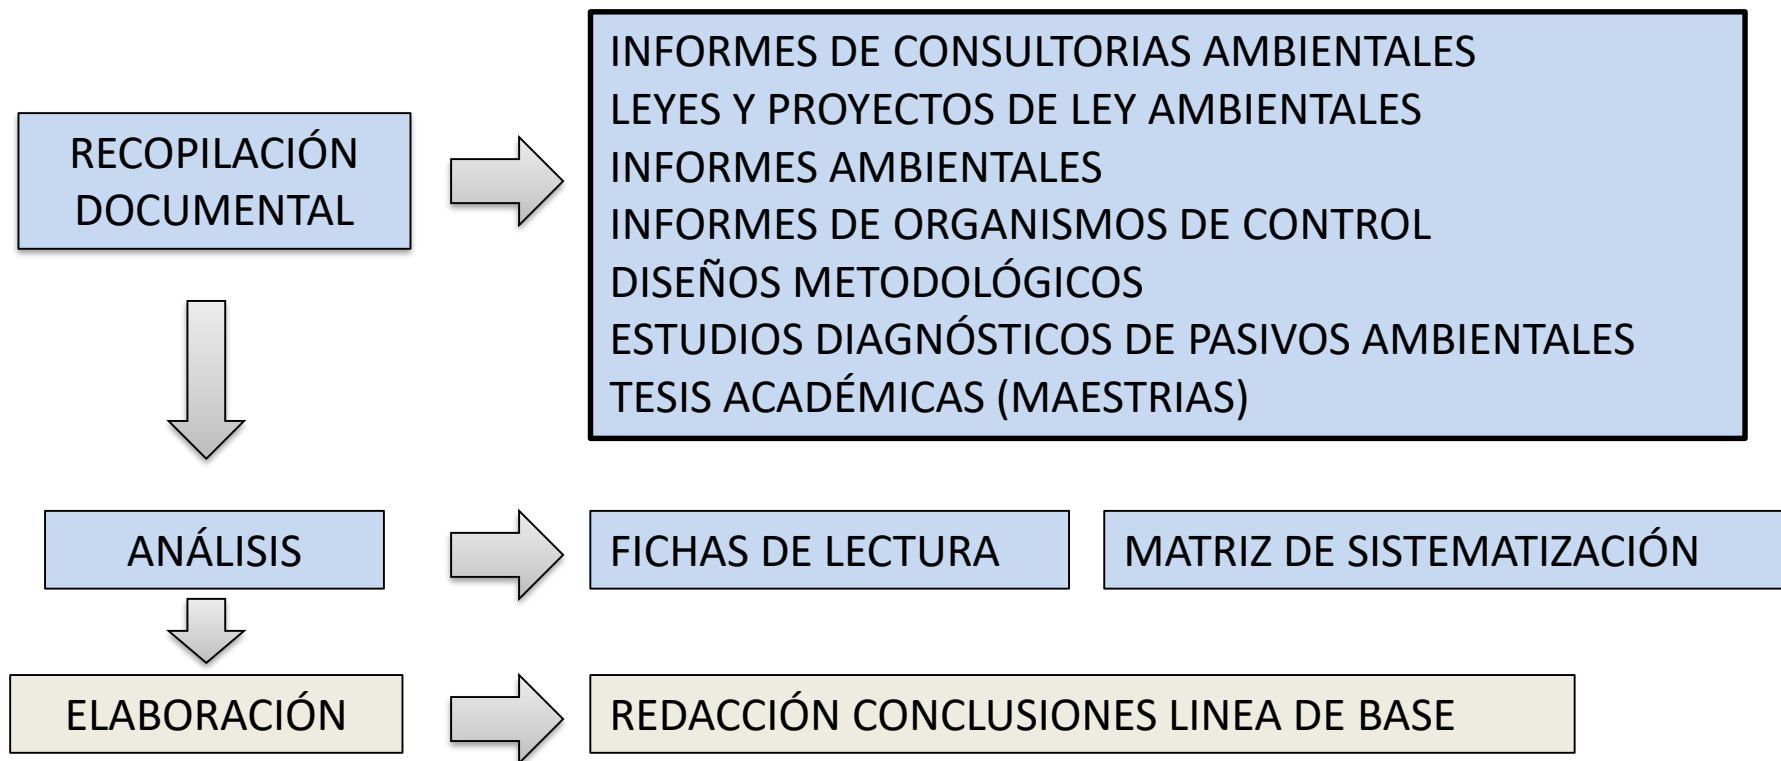 RECOPILACIÓN
DOCUMENTAL
INFORMES DE CONSULTORIAS AMBIENTALES
LEYES Y PROYECTOS DE LEY AMBIENTALES
INFORMES AMBIENTALES
INFORMES DE ORGANISMOS DE CONTROL
DISEÑOS METODOLÓGICOS
ESTUDIOS DIAGNÓSTICOS DE PASIVOS AMBIENTALES
TESIS ACADÉMICAS (MAESTRIAS)
ANÁLISIS
FICHAS DE LECTURA
MATRIZ DE SISTEMATIZACIÓN
ELABORACIÓN
REDACCIÓN CONCLUSIONES LINEA DE BASE